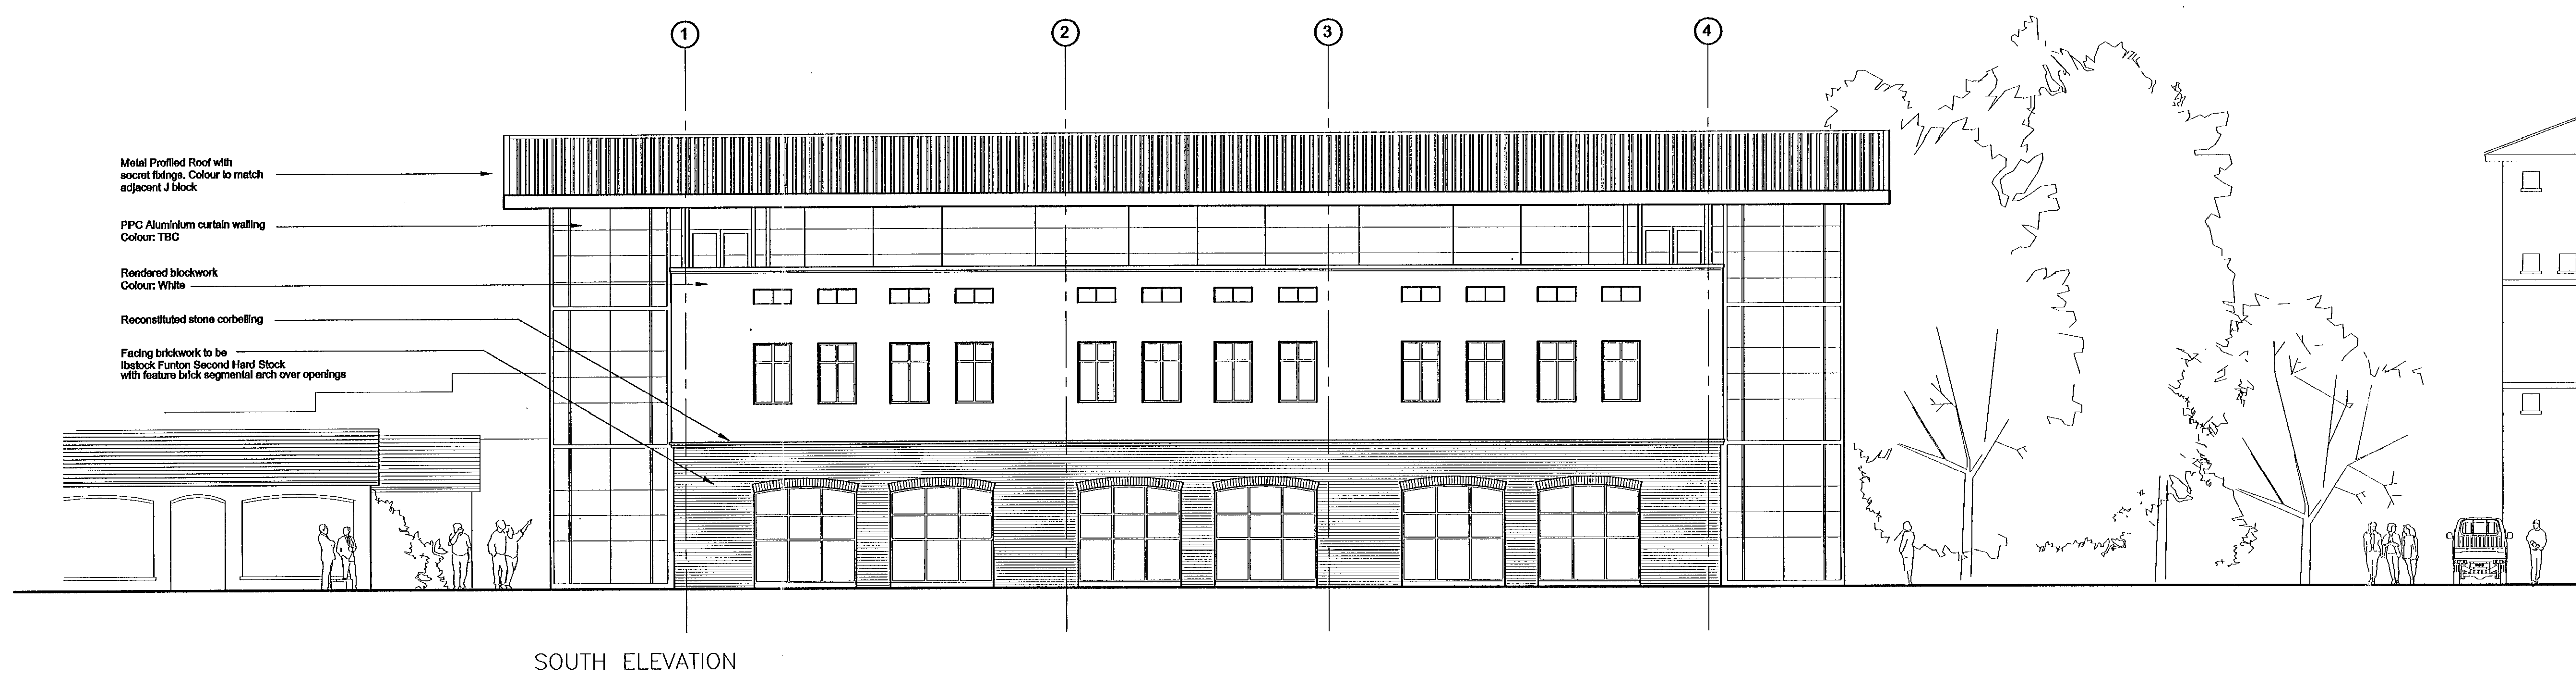 1 2 3 4
Metal Profiled Roof with
secret fixings. Colour to match
adjacent J block
PPC Aluminium curtain walling
Colour: TBC
Rendered blockwork
Colour: White
Reconstituted stone corbelling
Facing brickwork to be
Ibstock Funton Second Hard Stock
with feature brick segmental arch over openings
SOUTH ELEVATION